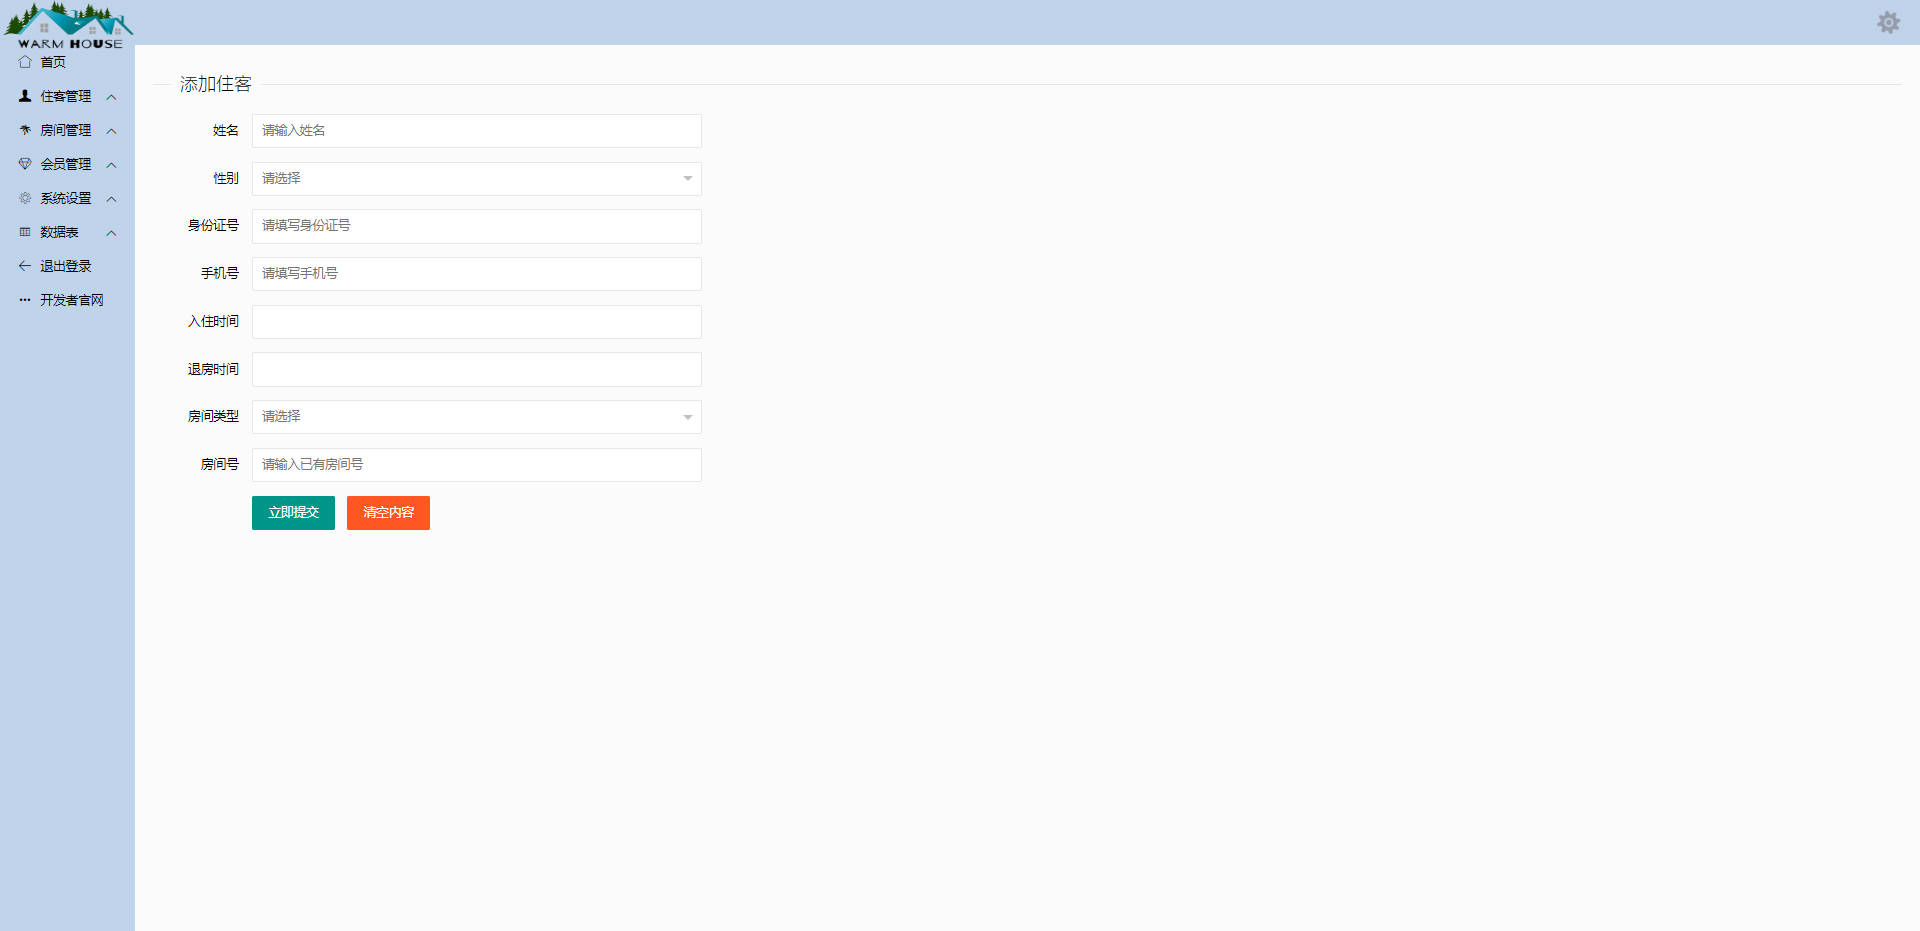 WARM HOUSE
首页
住客管理
房间管理
会员管理
系统设置
数据表
退出登录
开发者官网
添加住客
姓名 请输入姓名
性别 请选择
身份证号 请填写身份证号
手机号 请填写手机号
入住时间
退房时间
房间类型 请选择
房间号 请输入已有房间号
立即提交 清空内容